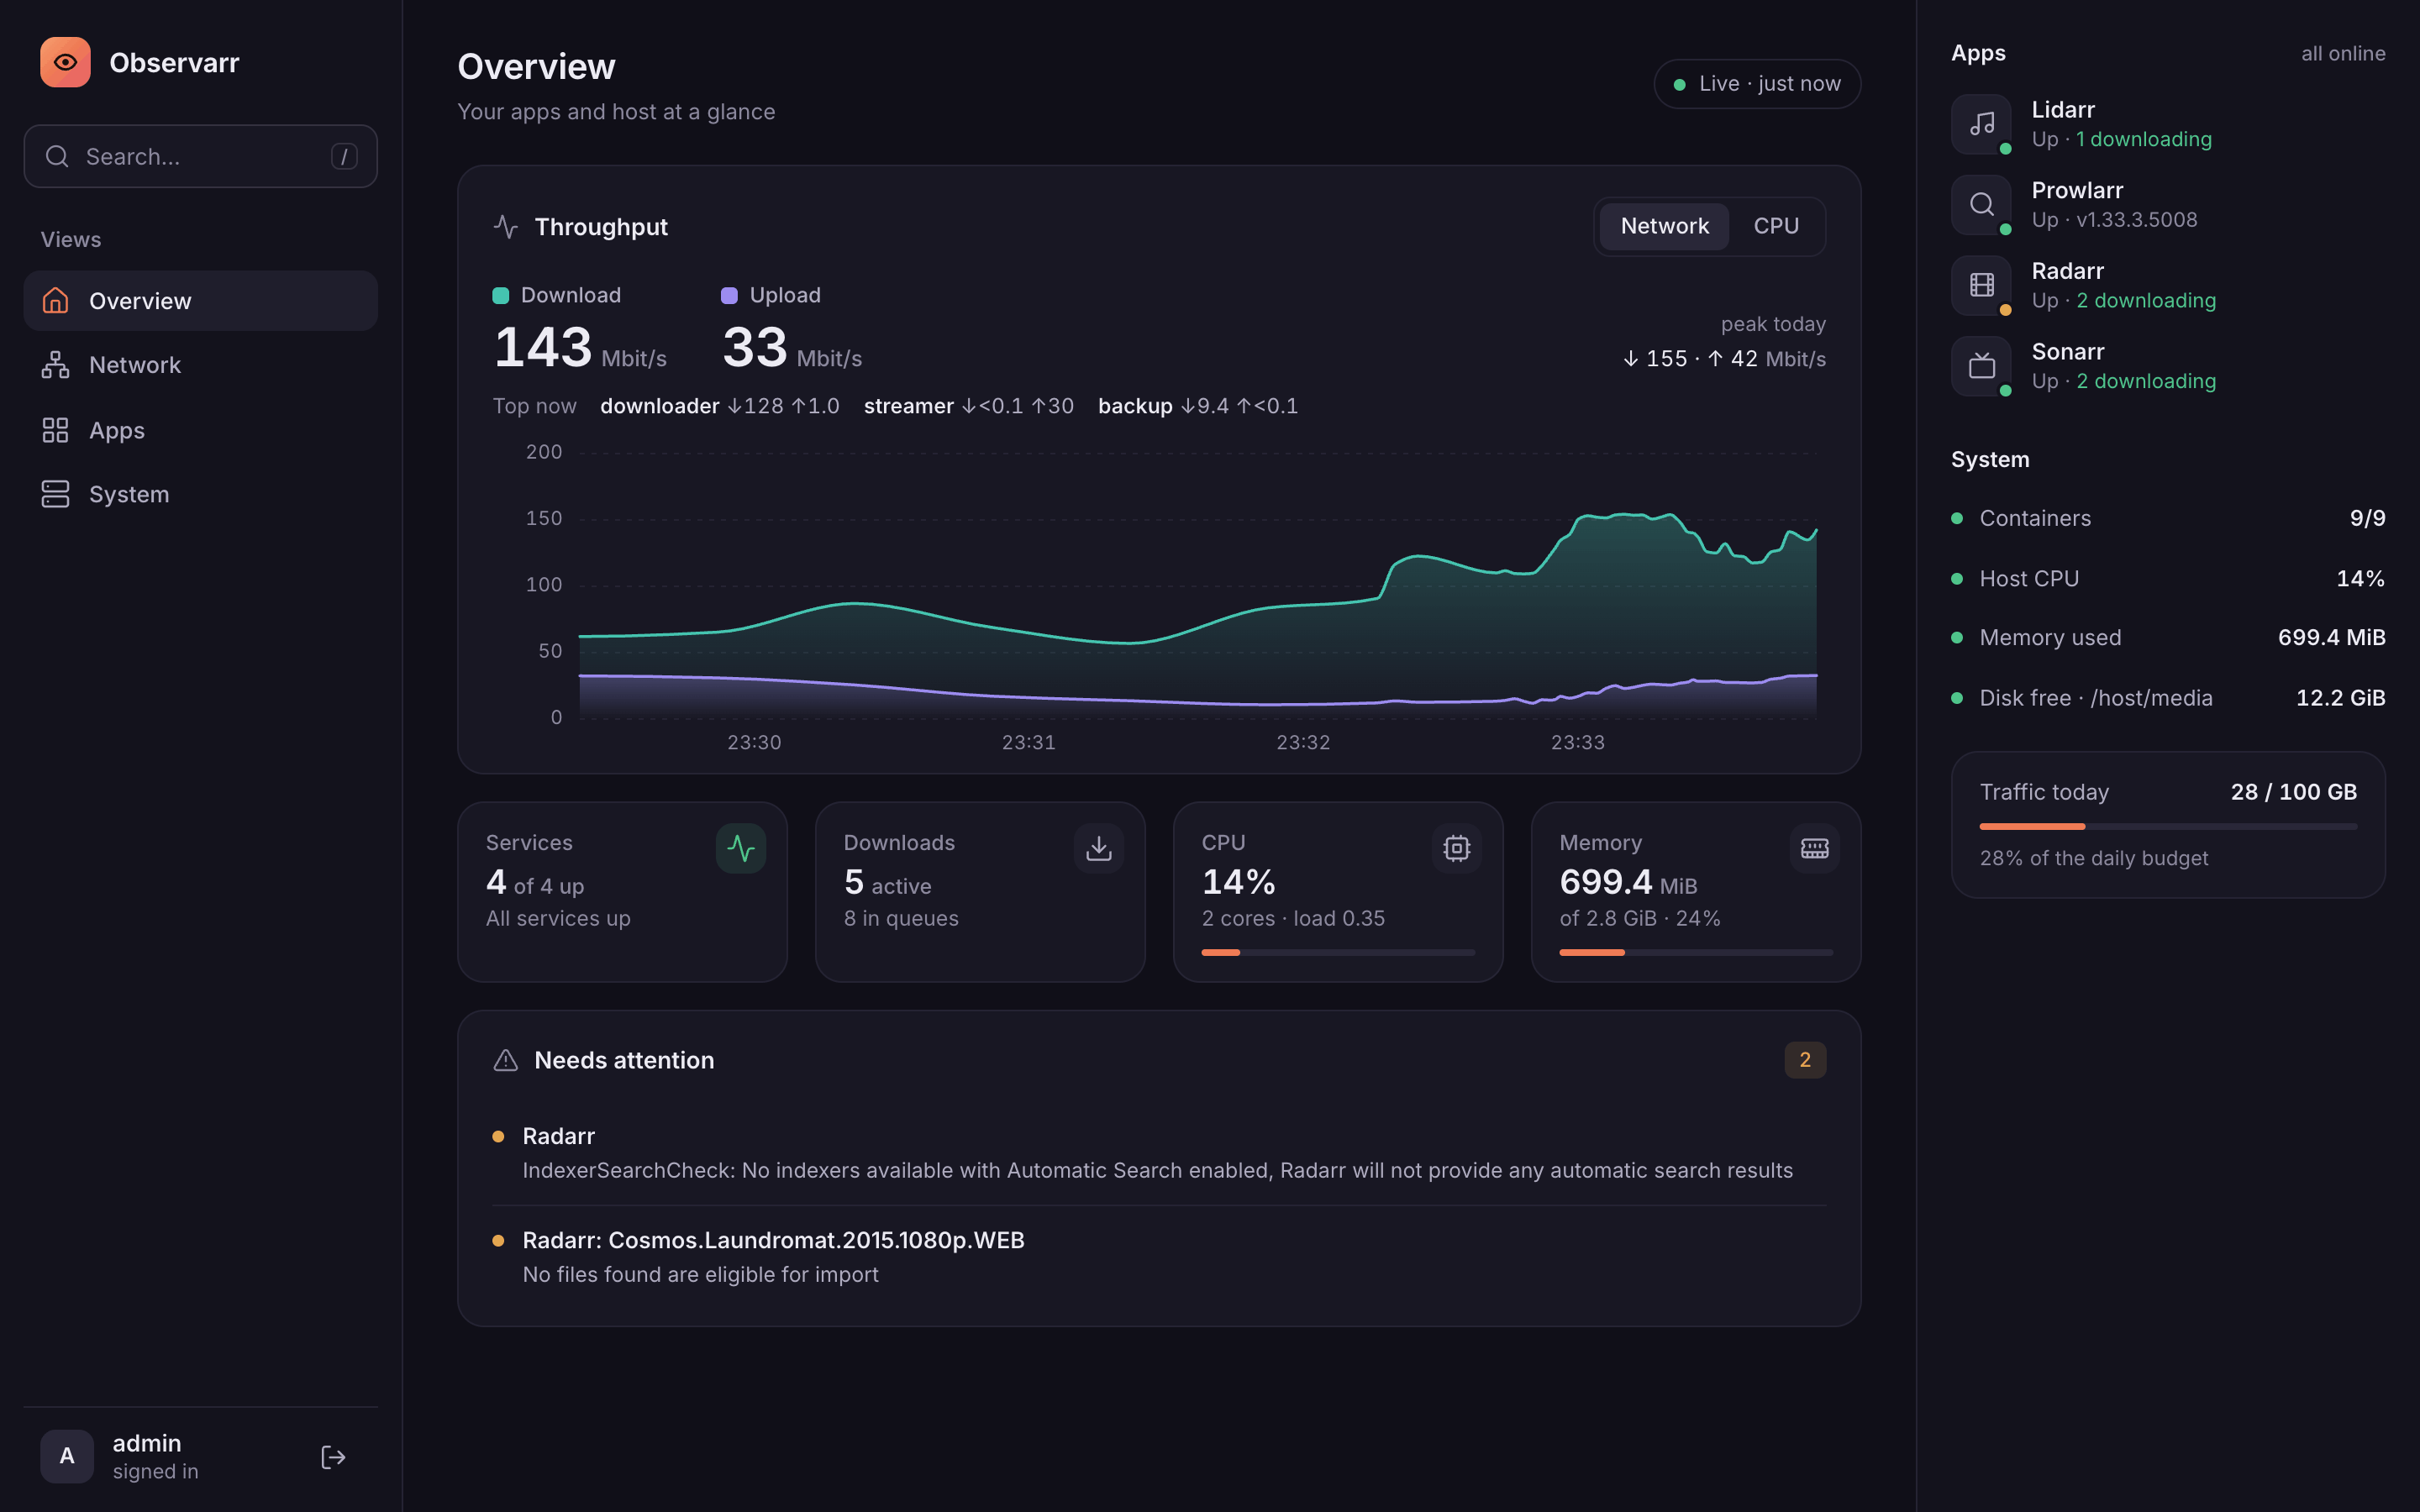 Observarr
Search...
/
Views
Overview
Network
Apps
System
A
admin
signed in
Overview
Your apps and host at a glance
Live · just now
Throughput
Network
CPU
Download
Upload
143 Mbit/s
33 Mbit/s
peak today
↓ 155 · ↑ 42 Mbit/s
Top now downloader ↓128 ↑1.0 streamer ↓<0.1 ↑30 backup ↓9.4 ↑<0.1
200
150
100
50
0
23:30
23:31
23:32
23:33
Services
4 of 4 up
All services up
Downloads
5 active
8 in queues
CPU
14%
2 cores · load 0.35
Memory
699.4 MiB
of 2.8 GiB · 24%
Needs attention
2
Radarr
IndexerSearchCheck: No indexers available with Automatic Search enabled, Radarr will not provide any automatic search results
Radarr: Cosmos.Laundromat.2015.1080p.WEB
No files found are eligible for import
Apps
all online
Lidarr
Up · 1 downloading
Prowlarr
Up · v1.33.3.5008
Radarr
Up · 2 downloading
Sonarr
Up · 2 downloading
System
Containers 9/9
Host CPU 14%
Memory used 699.4 MiB
Disk free · /host/media 12.2 GiB
Traffic today 28 / 100 GB
28% of the daily budget